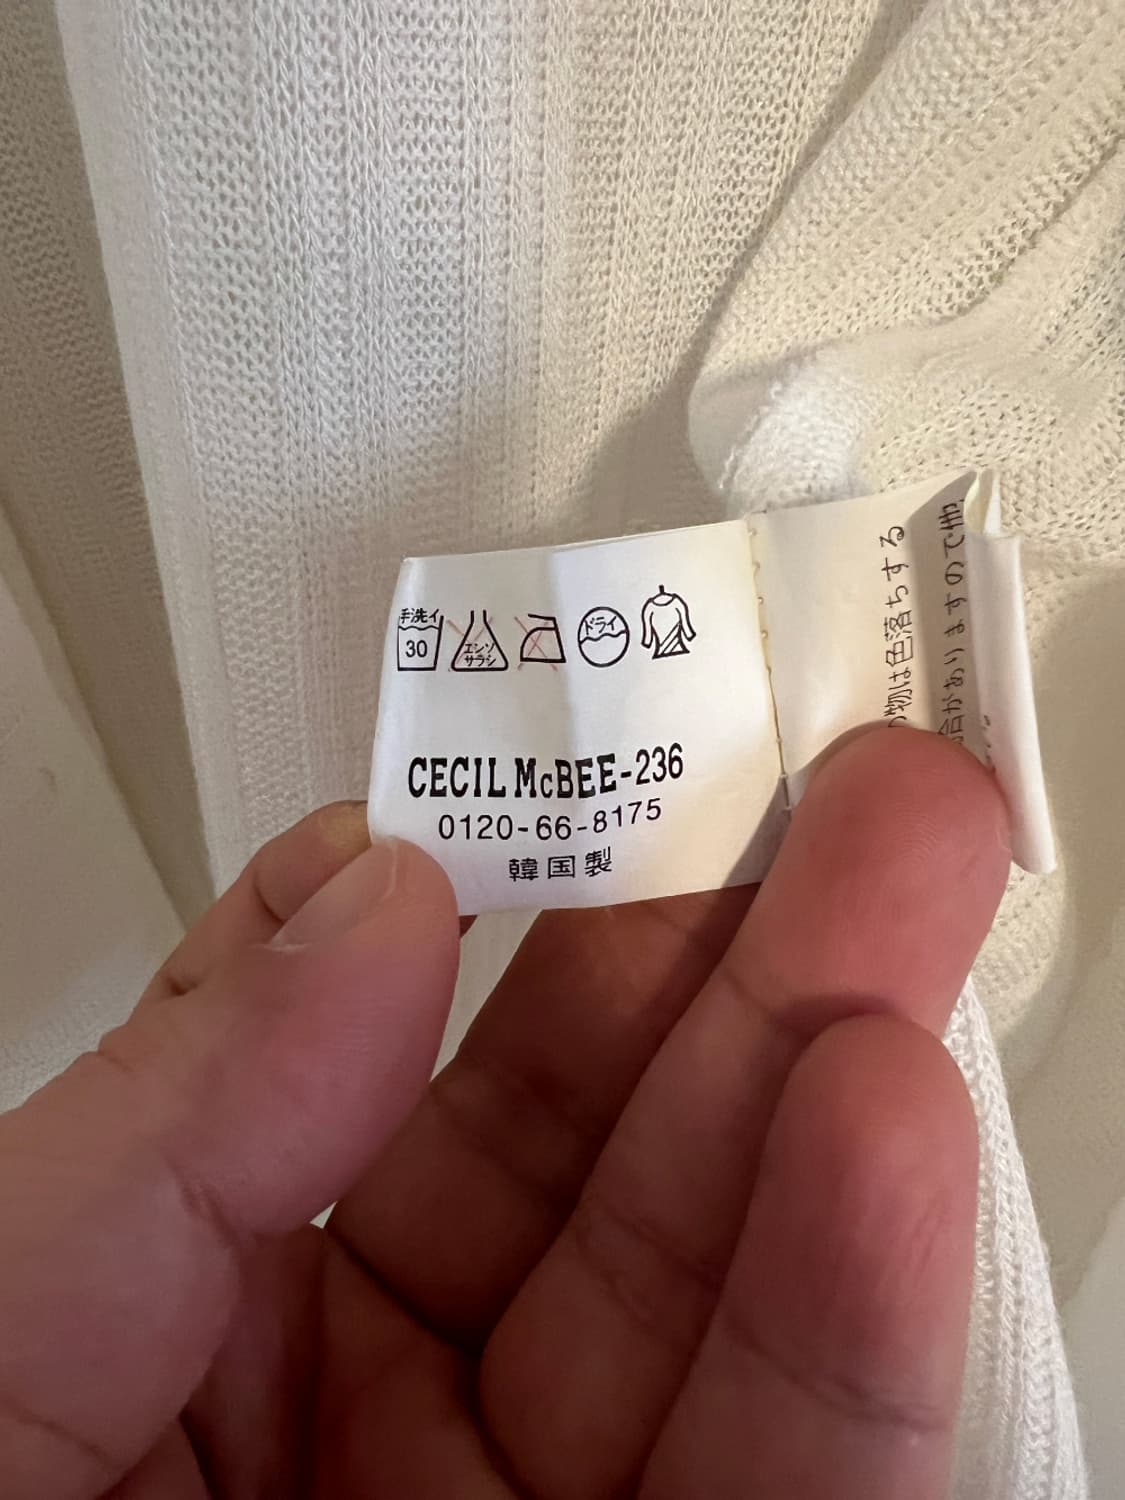 手洗イ
30
エンソ
サラシ
ドライ
CECIL McBEE-236
0120-66-8175
韓国製
物は色落ちする
合がありますので他